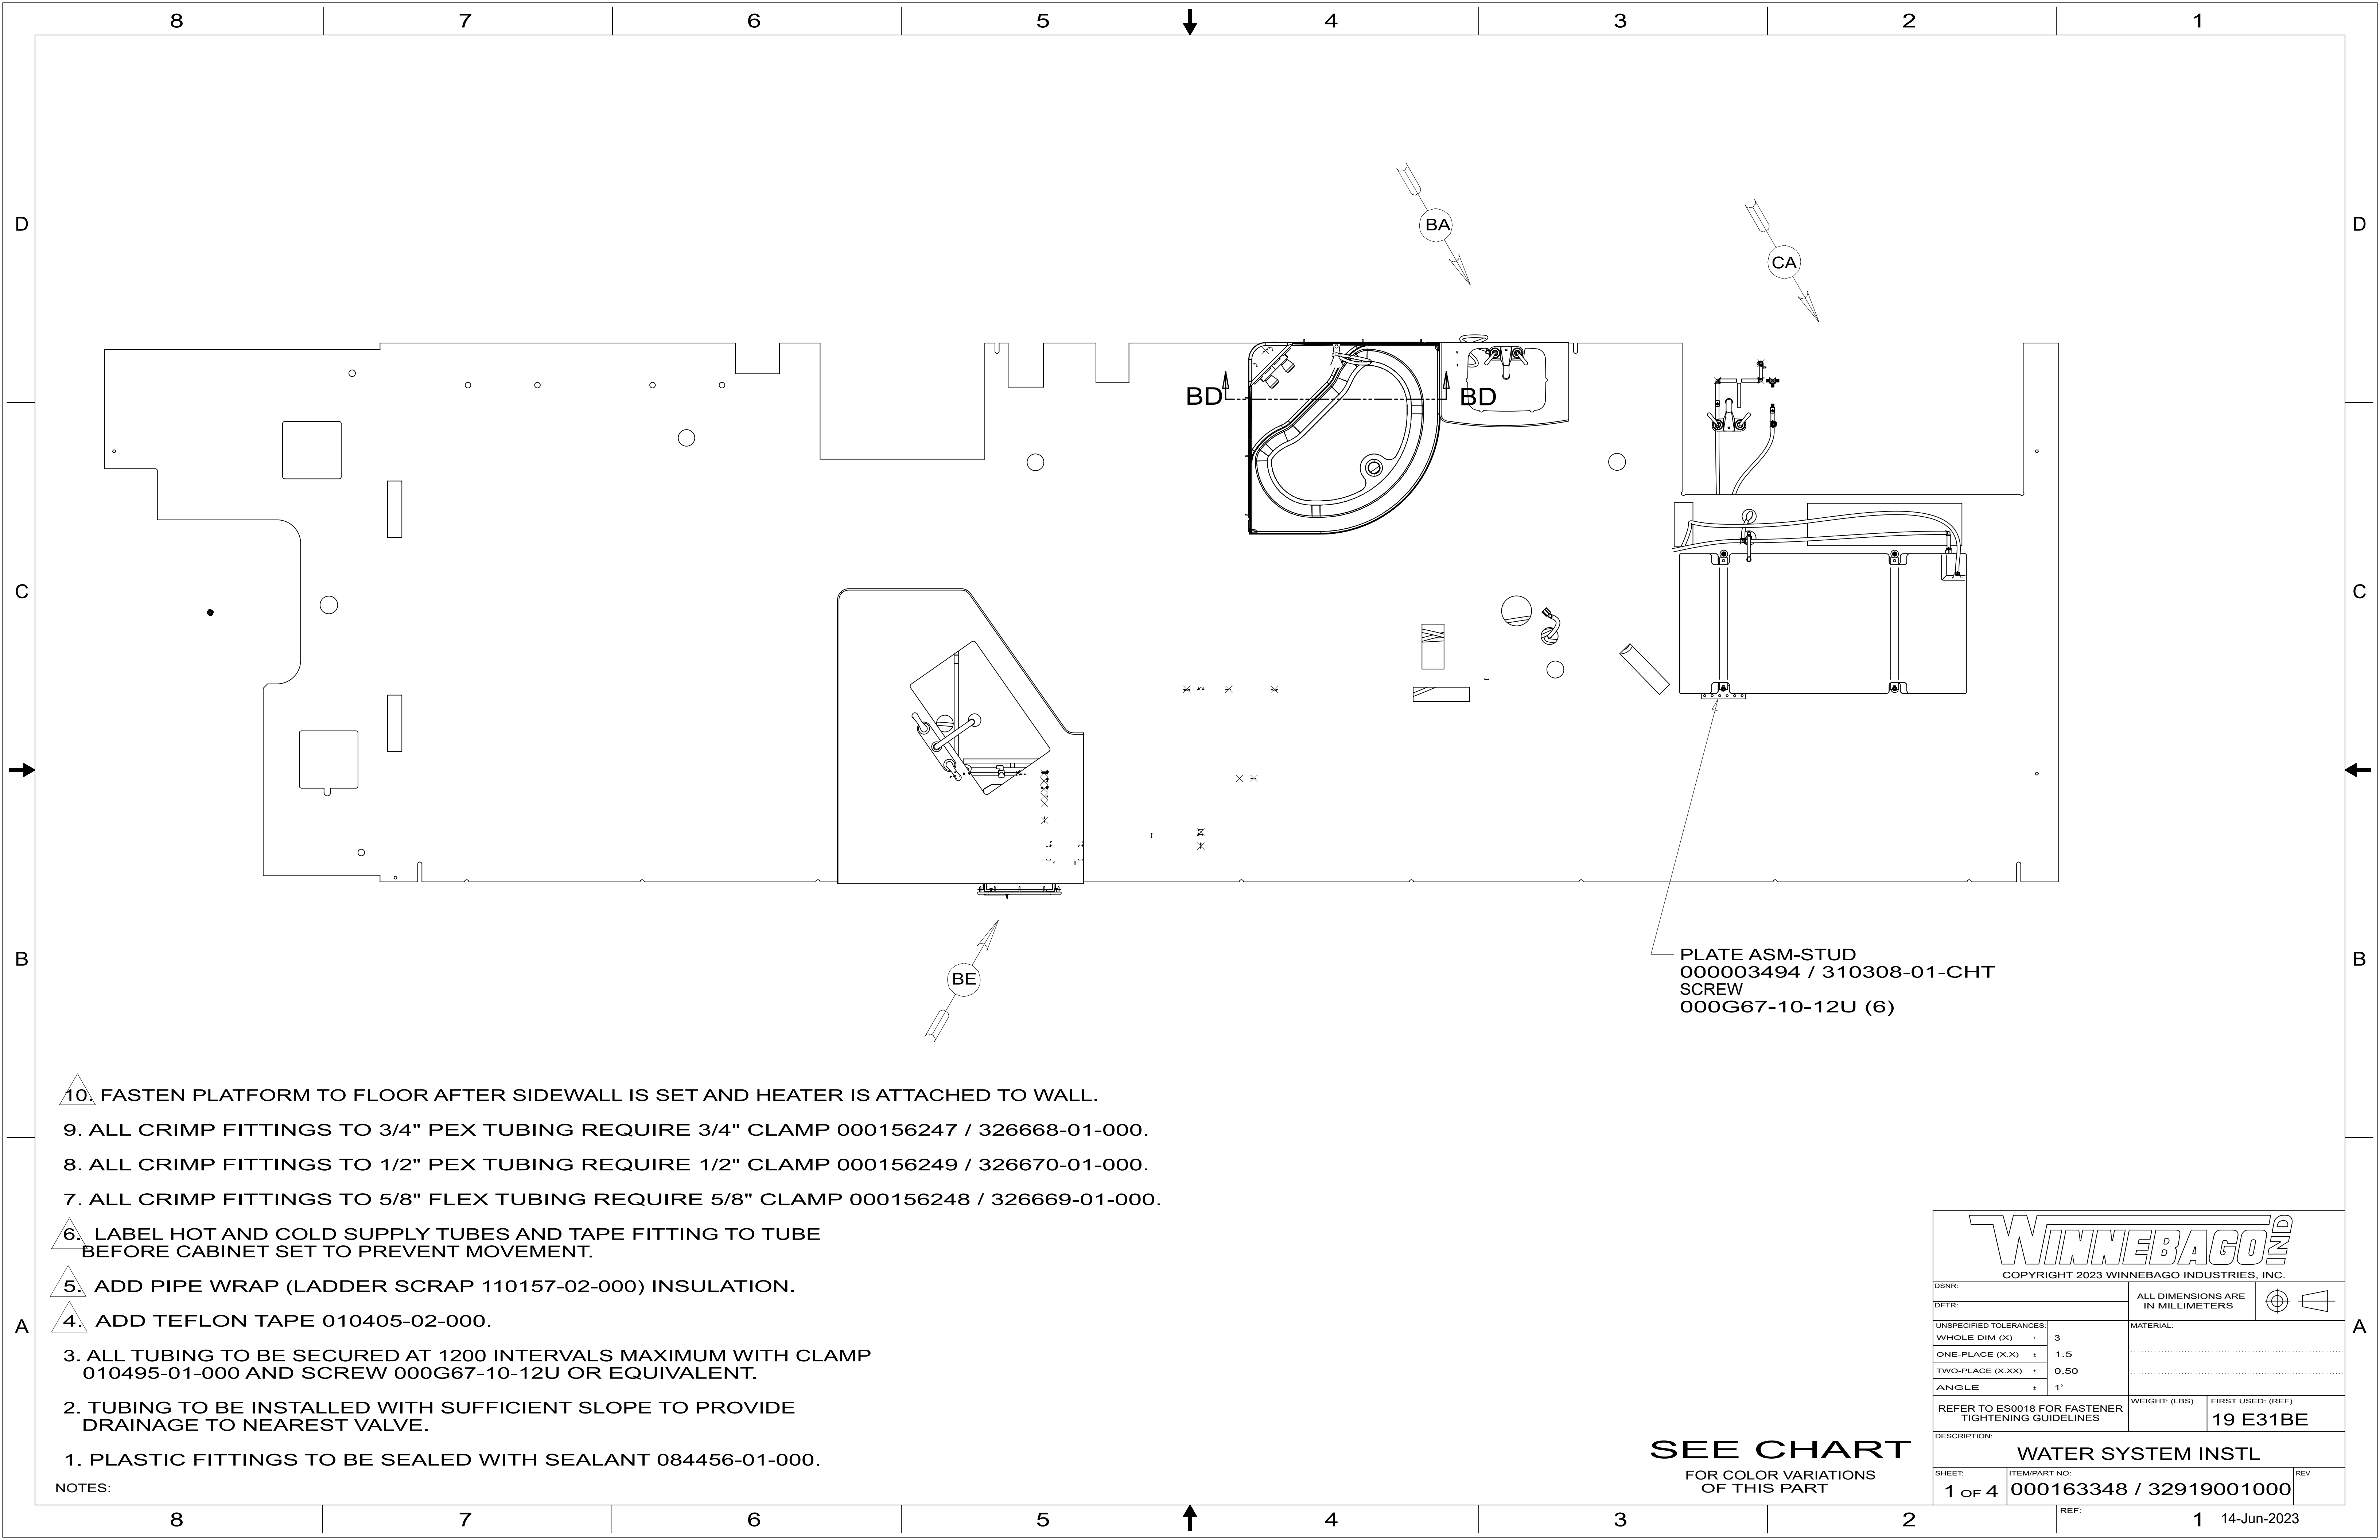 8 7 6 5 4 3 2 1
D D
BA
CA
BD BD
C C
BE
B B
PLATE ASM-STUD
000003494 / 310308-01-CHT
SCREW
000G67-10-12U (6)
10. FASTEN PLATFORM TO FLOOR AFTER SIDEWALL IS SET AND HEATER IS ATTACHED TO WALL.
9. ALL CRIMP FITTINGS TO 3/4" PEX TUBING REQUIRE 3/4" CLAMP 000156247 / 326668-01-000.
8. ALL CRIMP FITTINGS TO 1/2" PEX TUBING REQUIRE 1/2" CLAMP 000156249 / 326670-01-000.
7. ALL CRIMP FITTINGS TO 5/8" FLEX TUBING REQUIRE 5/8" CLAMP 000156248 / 326669-01-000.
6. LABEL HOT AND COLD SUPPLY TUBES AND TAPE FITTING TO TUBE
BEFORE CABINET SET TO PREVENT MOVEMENT.
5. ADD PIPE WRAP (LADDER SCRAP 110157-02-000) INSULATION.
4. ADD TEFLON TAPE 010405-02-000.
A A
3. ALL TUBING TO BE SECURED AT 1200 INTERVALS MAXIMUM WITH CLAMP
010495-01-000 AND SCREW 000G67-10-12U OR EQUIVALENT.
2. TUBING TO BE INSTALLED WITH SUFFICIENT SLOPE TO PROVIDE
DRAINAGE TO NEAREST VALVE.
1. PLASTIC FITTINGS TO BE SEALED WITH SEALANT 084456-01-000.
NOTES:
SEE CHART
FOR COLOR VARIATIONS
OF THIS PART
WINNEBAGO IND
COPYRIGHT 2023 WINNEBAGO INDUSTRIES, INC.
DSNR:
DFTR:
ALL DIMENSIONS ARE
IN MILLIMETERS
UNSPECIFIED TOLERANCES:
WHOLE DIM (X) ± 3
ONE-PLACE (X.X) ± 1.5
TWO-PLACE (X.XX) ± 0.50
ANGLE ± 1°
MATERIAL:
REFER TO ES0018 FOR FASTENER
TIGHTENING GUIDELINES
WEIGHT: (LBS)
FIRST USED: (REF)
19 E31BE
DESCRIPTION:
WATER SYSTEM INSTL
SHEET:
1 OF 4
ITEM/PART NO:
000163348 / 32919001000
REV
REF:
8 7 6 5 4 3 2 1
14-Jun-2023